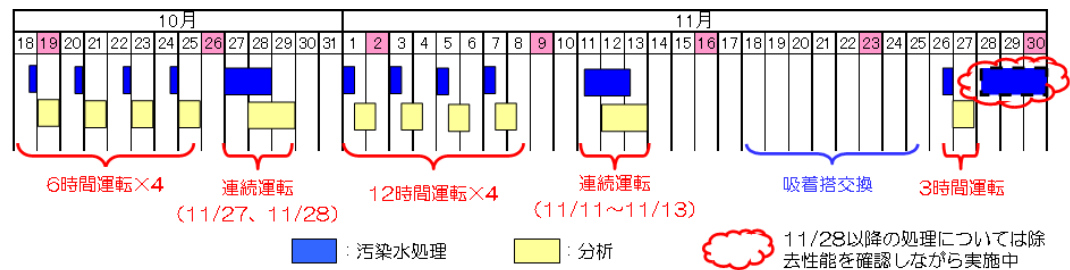 10月 11月
18 19 20 21 22 23 24 25 26 27 28 29 30 31 1 2 3 4 5 6 7 8 9 10 11 12 13 14 15 16 17 18 19 20 21 22 23 24 25 26 27 28 29 30
6時間運転×4
連続運転
(11/27、11/28)
12時間運転×4
連続運転
(11/11～11/13)
吸着塔交換
3時間運転
:汚染水処理
:分析
11/28以降の処理については除
去性能を確認しながら実施中